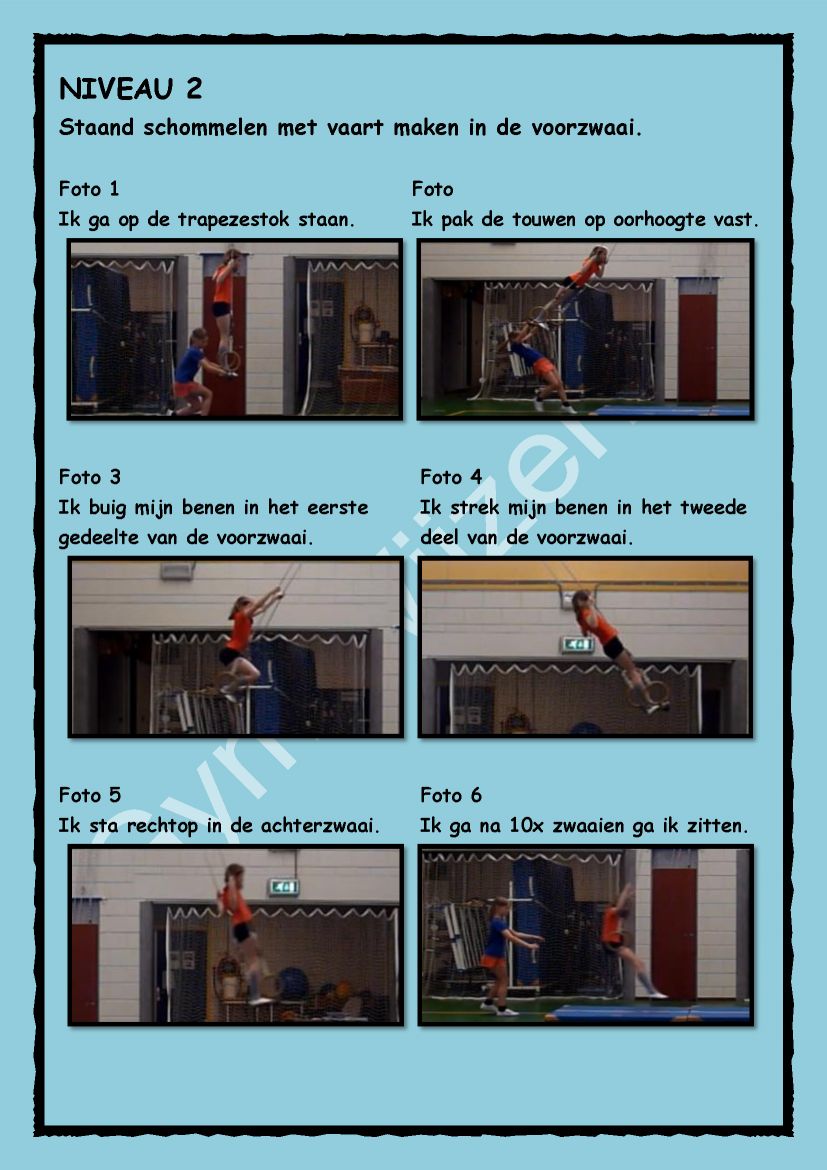 NIVEAU 2
Staand schommelen met vaart maken in de voorzwaai.
Foto 1
Ik ga op de trapezestok staan.
Foto
Ik pak de touwen op oorhoogte vast.
Foto 3
Ik buig mijn benen in het eerste
gedeelte van de voorzwaai.
Foto 4
Ik strek mijn benen in het tweede
deel van de voorzwaai.
Foto 5
Ik sta rechtop in de achterzwaai.
Foto 6
Ik ga na 10x zwaaien ga ik zitten.